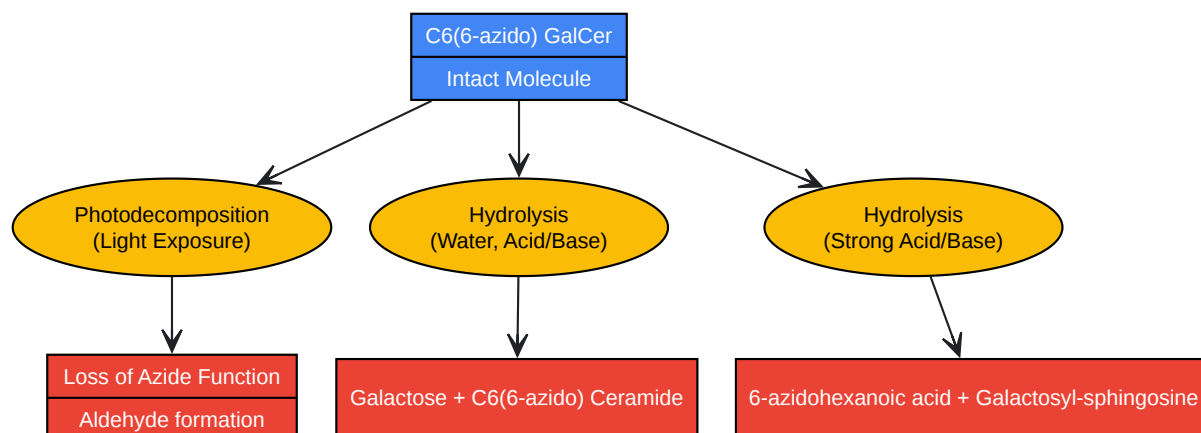 C6(6-azido) GalCer
Intact Molecule
Photodecomposition
(Light Exposure)
Hydrolysis
(Water, Acid/Base)
Hydrolysis
(Strong Acid/Base)
Loss of Azide Function
Aldehyde formation
Galactose + C6(6-azido) Ceramide
6-azidohexanoic acid + Galactosyl-sphingosine